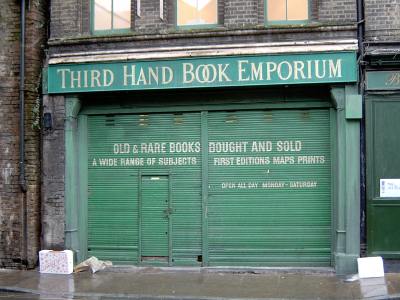 THIRD HAND BOOK EMPORIUM
OLD & RARE BOOKS BOUGHT AND SOLD
A WIDE RANGE OF SUBJECTS FIRST EDITIONS MAPS PRINTS
OPEN ALL DAY MONDAY - SATURDAY